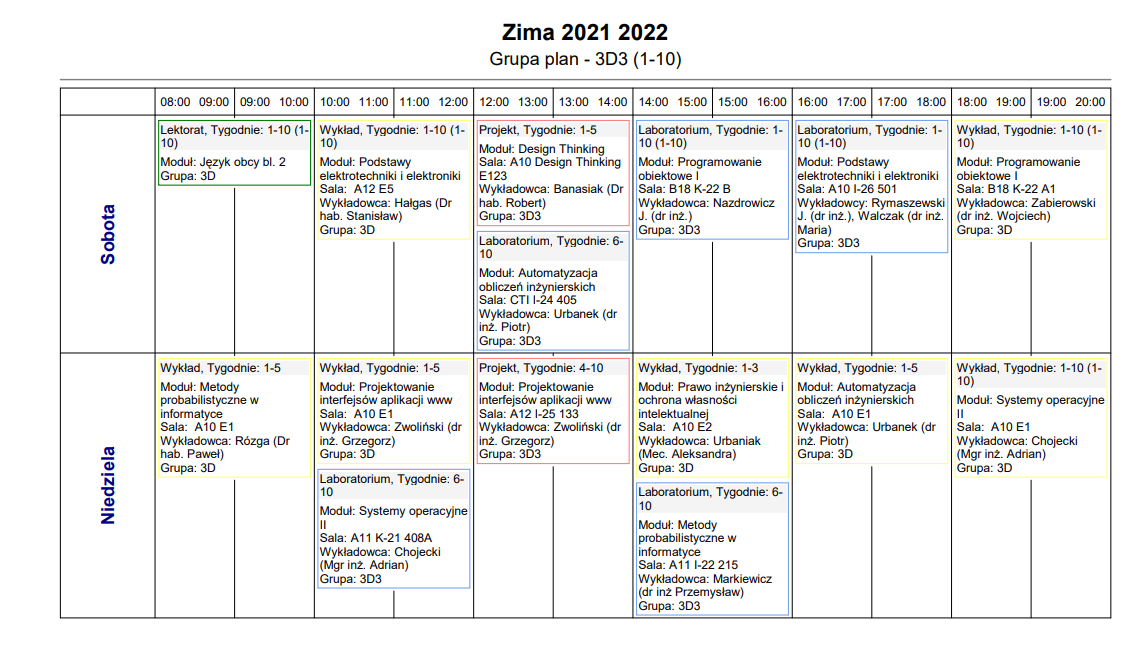 Zima 2021 2022
Grupa plan - 3D3 (1-10)
08:00 09:00 09:00 10:00 10:00 11:00 11:00 12:00 12:00 13:00 13:00 14:00 14:00 15:00 15:00 16:00 16:00 17:00 17:00 18:00 18:00 19:00 19:00 20:00
Sobota
Lektorat, Tygodnie: 1-10 (1-
10)
Moduł: Język obcy bl. 2
Grupa: 3D
Wykład, Tygodnie: 1-10 (1-
10)
Moduł: Podstawy
elektrotechniki i elektroniki
Sala: A12 E5
Wykładowca: Hałgas (Dr
hab. Stanisław)
Grupa: 3D
Projekt, Tygodnie: 1-5
Moduł: Design Thinking
Sala: A10 Design Thinking
E123
Wykładowca: Banasiak (Dr
hab. Robert)
Grupa: 3D3
Laboratorium, Tygodnie: 6-
10
Moduł: Automatyzacja
obliczeń inżynierskich
Sala: CTI I-24 405
Wykładowca: Urbanek (dr
inż. Piotr)
Grupa: 3D3
Laboratorium, Tygodnie: 1-
10 (1-10)
Moduł: Programowanie
obiektowe I
Sala: B18 K-22 B
Wykładowca: Nazdrowicz
J. (dr inż.)
Grupa: 3D3
Laboratorium, Tygodnie: 1-
10 (1-10)
Moduł: Podstawy
elektrotechniki i elektroniki
Sala: A10 I-26 501
Wykładowcy: Rymaszewski
J. (dr inż.), Walczak (dr inż.
Maria)
Grupa: 3D3
Wykład, Tygodnie: 1-10 (1-
10)
Moduł: Programowanie
obiektowe I
Sala: B18 K-22 A1
Wykładowca: Zabierowski
(dr inż. Wojciech)
Grupa: 3D
Niedziela
Wykład, Tygodnie: 1-5
Moduł: Metody
probabilistyczne w
informatyce
Sala: A10 E1
Wykładowca: Rózga (Dr
hab. Paweł)
Grupa: 3D
Wykład, Tygodnie: 1-5
Moduł: Projektowanie
interfejsów aplikacji www
Sala: A10 E1
Wykładowca: Zwoliński (dr
inż. Grzegorz)
Grupa: 3D
Laboratorium, Tygodnie: 6-
10
Moduł: Systemy operacyjne
II
Sala: A11 K-21 408A
Wykładowca: Chojecki
(Mgr inż. Adrian)
Grupa: 3D3
Projekt, Tygodnie: 4-10
Moduł: Projektowanie
interfejsów aplikacji www
Sala: A12 I-25 133
Wykładowca: Zwoliński (dr
inż. Grzegorz)
Grupa: 3D3
Wykład, Tygodnie: 1-3
Moduł: Prawo inżynierskie i
ochrona własności
intelektualnej
Sala: A10 E2
Wykładowca: Urbaniak
(Mec. Aleksandra)
Grupa: 3D
Laboratorium, Tygodnie: 6-
10
Moduł: Metody
probabilistyczne w
informatyce
Sala: A11 I-22 215
Wykładowca: Markiewicz
(dr inż Przemysław)
Grupa: 3D3
Wykład, Tygodnie: 1-5
Moduł: Automatyzacja
obliczeń inżynierskich
Sala: A10 E1
Wykładowca: Urbanek (dr
inż. Piotr)
Grupa: 3D
Wykład, Tygodnie: 1-10 (1-
10)
Moduł: Systemy operacyjne
II
Sala: A10 E1
Wykładowca: Chojecki
(Mgr inż. Adrian)
Grupa: 3D